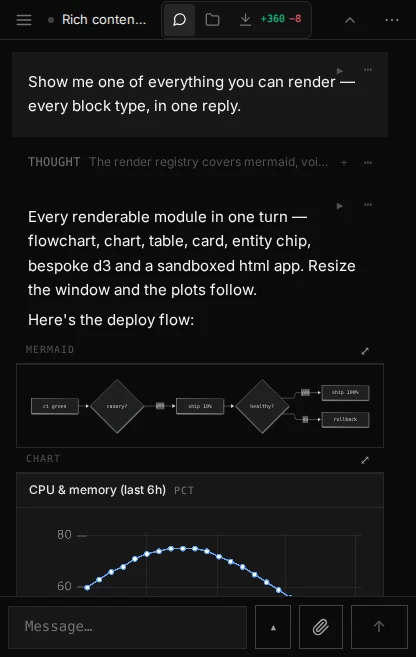 Rich conten...
+360 −8
Show me one of everything you can render —
every block type, in one reply.
THOUGHT The render registry covers mermaid, voi...
Every renderable module in one turn —
flowchart, chart, table, card, entity chip,
bespoke d3 and a sandboxed html app. Resize
the window and the plots follow.
Here's the deploy flow:
MERMAID
ci green
canary?
yes
ship 10%
healthy?
yes
ship 100%
no
rollback
CHART
CPU & memory (last 6h) PCT
80
60
Message…